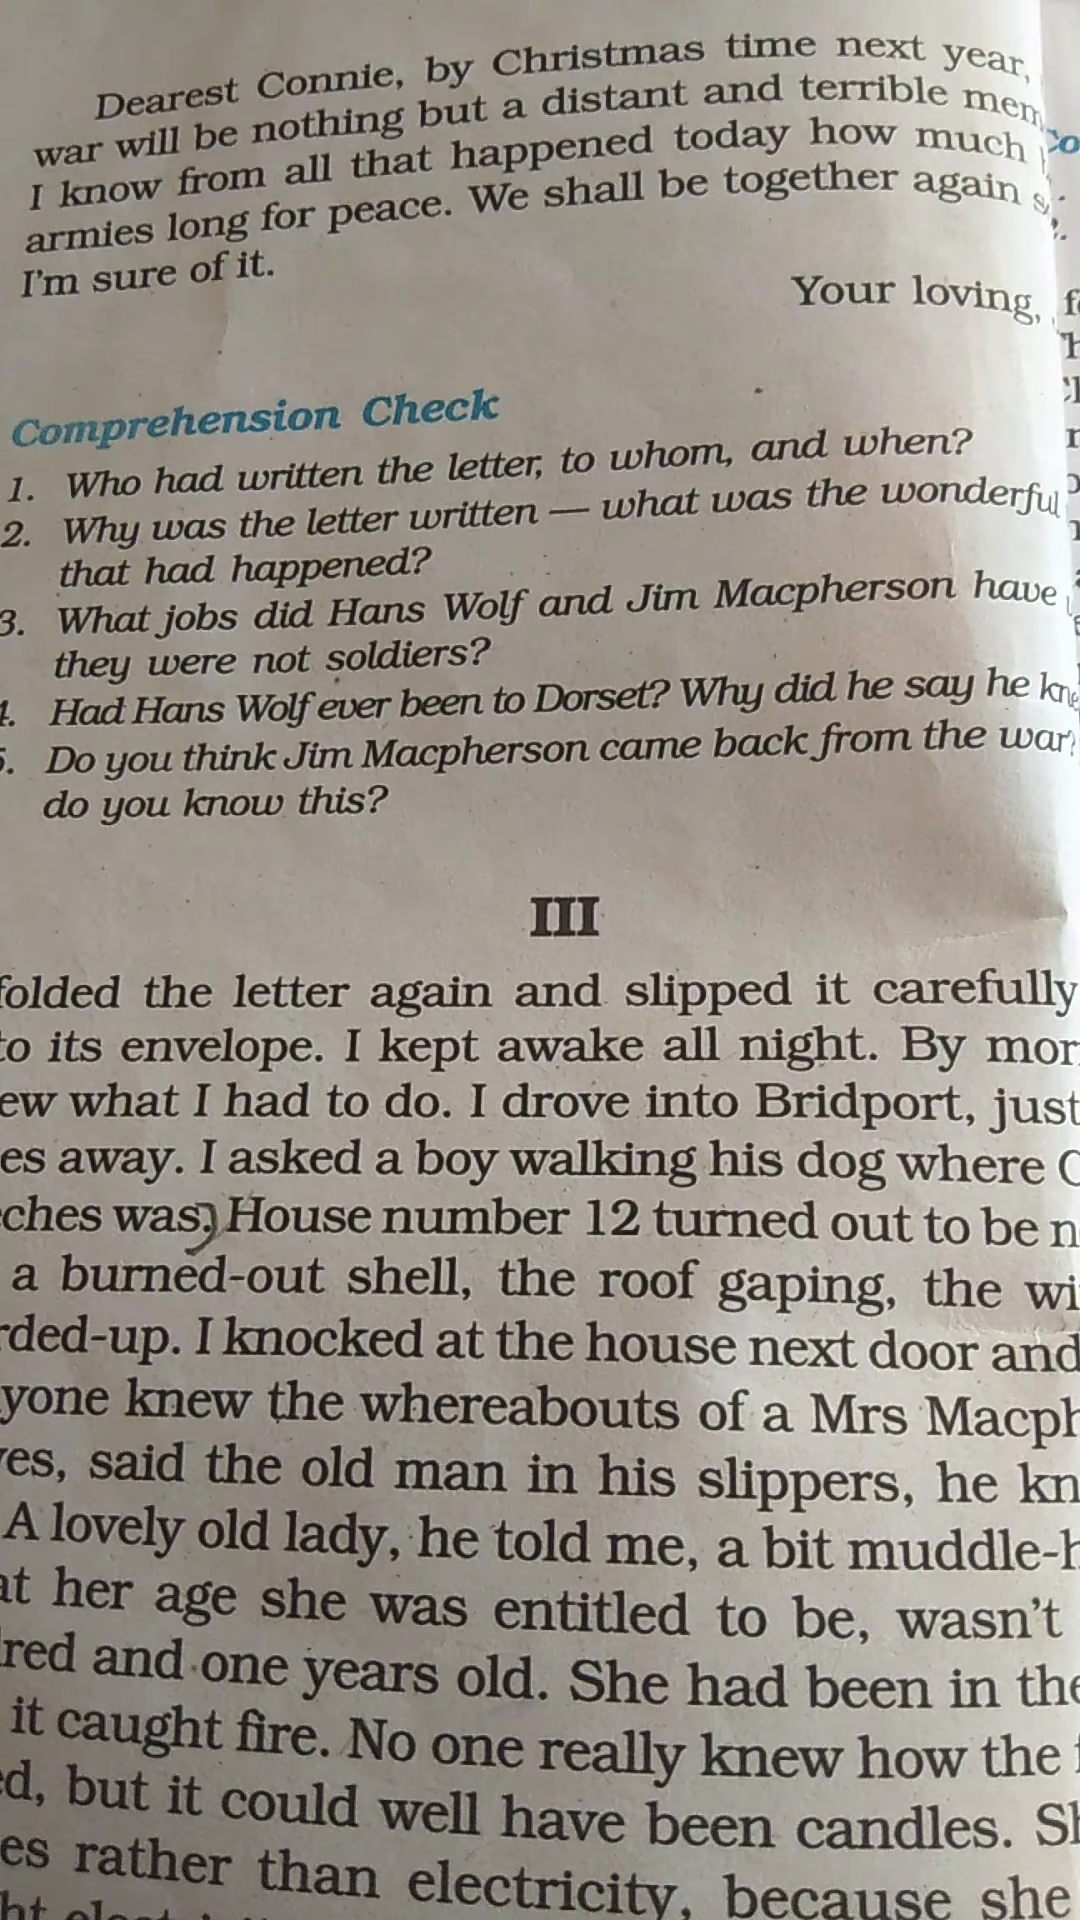 Dearest Connie, by Christmas time next year,
war will be nothing but a distant and terrible mem
I know from all that happened today how much
armies long for peace. We shall be together again
I'm sure of it.
Your loving,
Comprehension Check
1. Who had written the letter, to whom, and when?
2. Why was the letter written — what was the wonderful
that had happened?
3. What jobs did Hans Wolf and Jim Macpherson have
they were not soldiers?
4. Had Hans Wolf ever been to Dorset? Why did he say he kne
5. Do you think Jim Macpherson came back from the war?
do you know this?
III
folded the letter again and slipped it carefully
to its envelope. I kept awake all night. By mor
ew what I had to do. I drove into Bridport, just
es away. I asked a boy walking his dog where
ches was. House number 12 turned out to be n
a burned-out shell, the roof gaping, the wi
rded-up. I knocked at the house next door and
yone knew the whereabouts of a Mrs Macph
es, said the old man in his slippers, he kn
A lovely old lady, he told me, a bit muddle-h
at her age she was entitled to be, wasn't
red and one years old. She had been in the
it caught fire. No one really knew how the f
ed, but it could well have been candles. Sh
es rather than electricity, because she